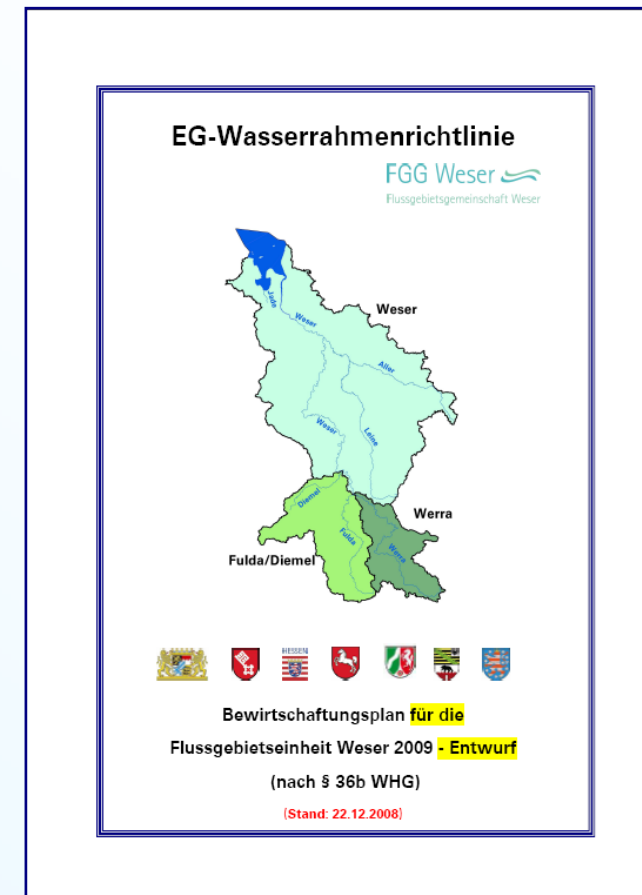 EG-Wasserrahmenrichtlinie
FGG Weser
Flussgebietsgemeinschaft Weser
Jade
Weser
Weser
Aller
Weser
Leine
Diemel
Fulda
Werra
Werra
Fulda/Diemel
HESSEN
Bewirtschaftungsplan für die
Flussgebietseinheit Weser 2009 - Entwurf
(nach § 36b WHG)
(Stand: 22.12.2008)